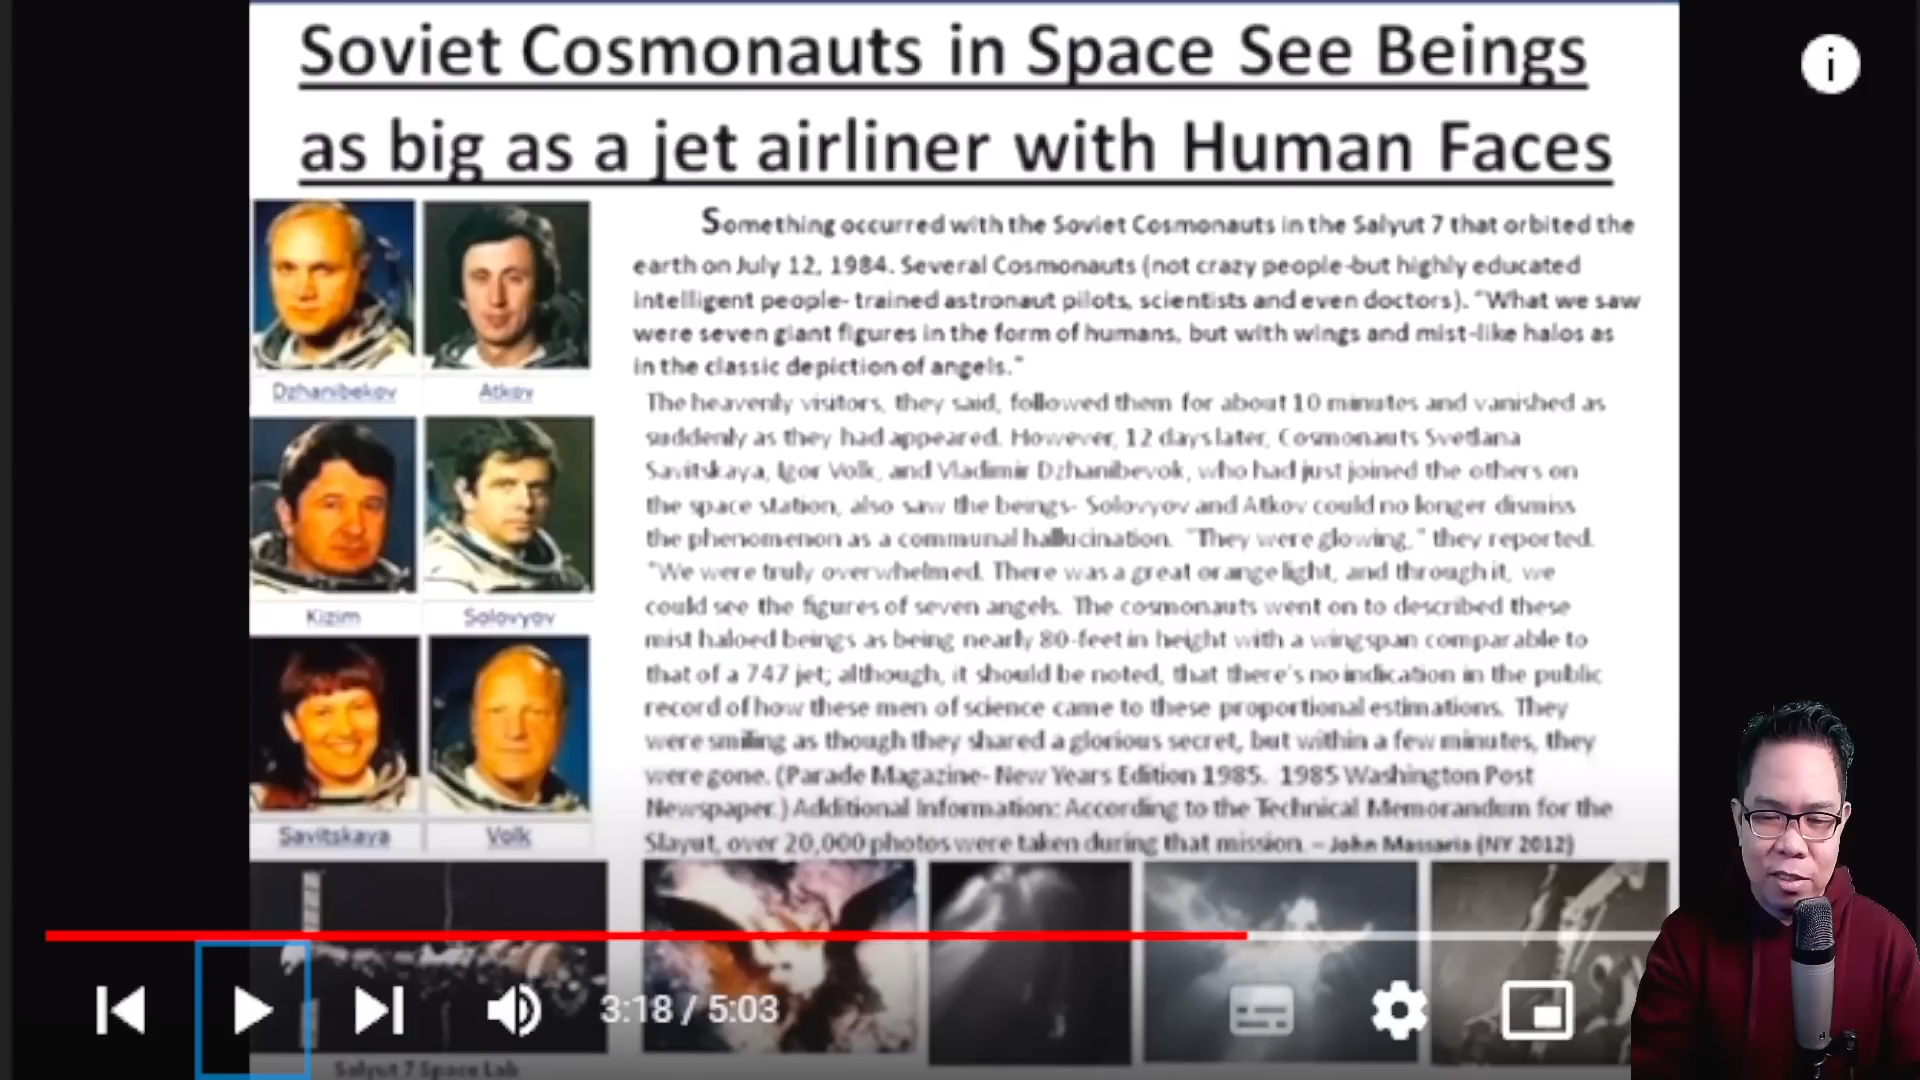 Soviet Cosmonauts in Space See Beings
as big as a jet airliner with Human Faces
Something occurred with the Soviet Cosmonauts in the Salyut 7 that orbited the
earth on July 12, 1984. Several Cosmonauts (not crazy people-but highly educated
intelligent people- trained astronaut pilots, scientists and even doctors). "What we saw
were seven giant figures in the form of humans, but with wings and mist-like halos as
in the classic depiction of angels."
The heavenly visitors, they said, followed them for about 10 minutes and vanished as
suddenly as they had appeared. However, 12 days later, Cosmonauts Svetlana
Savitskaya, Igor Volk, and Vladimir Dzhanibevok, who had just joined the others on
the space station, also saw the beings- Solovyov and Atkov could no longer dismiss
the phenomenon as a communal hallucination. "They were glowing," they reported.
"We were truly overwhelmed. There was a great orange light, and through it, we
could see the figures of seven angels. The cosmonauts went on to described these
mist haloed beings as being nearly 80-feet in height with a wingspan comparable to
that of a 747 jet; although, it should be noted, that there's no indication in the public
record of how these men of science came to these proportional estimations. They
were smiling as though they shared a glorious secret, but within a few minutes, they
were gone. (Parade Magazine- New Years Edition 1985. 1985 Washington Post
Newspaper.) Additional Information: According to the Technical Memorandum for the
Slayut, over 20,000 photos were taken during that mission. – John Massaria (NY 2012)
Dzhanibekov
Atkov
Kizim
Solovyov
Savitskaya
Volk
Salyut 7 Space Lab
3:18 / 5:03
i